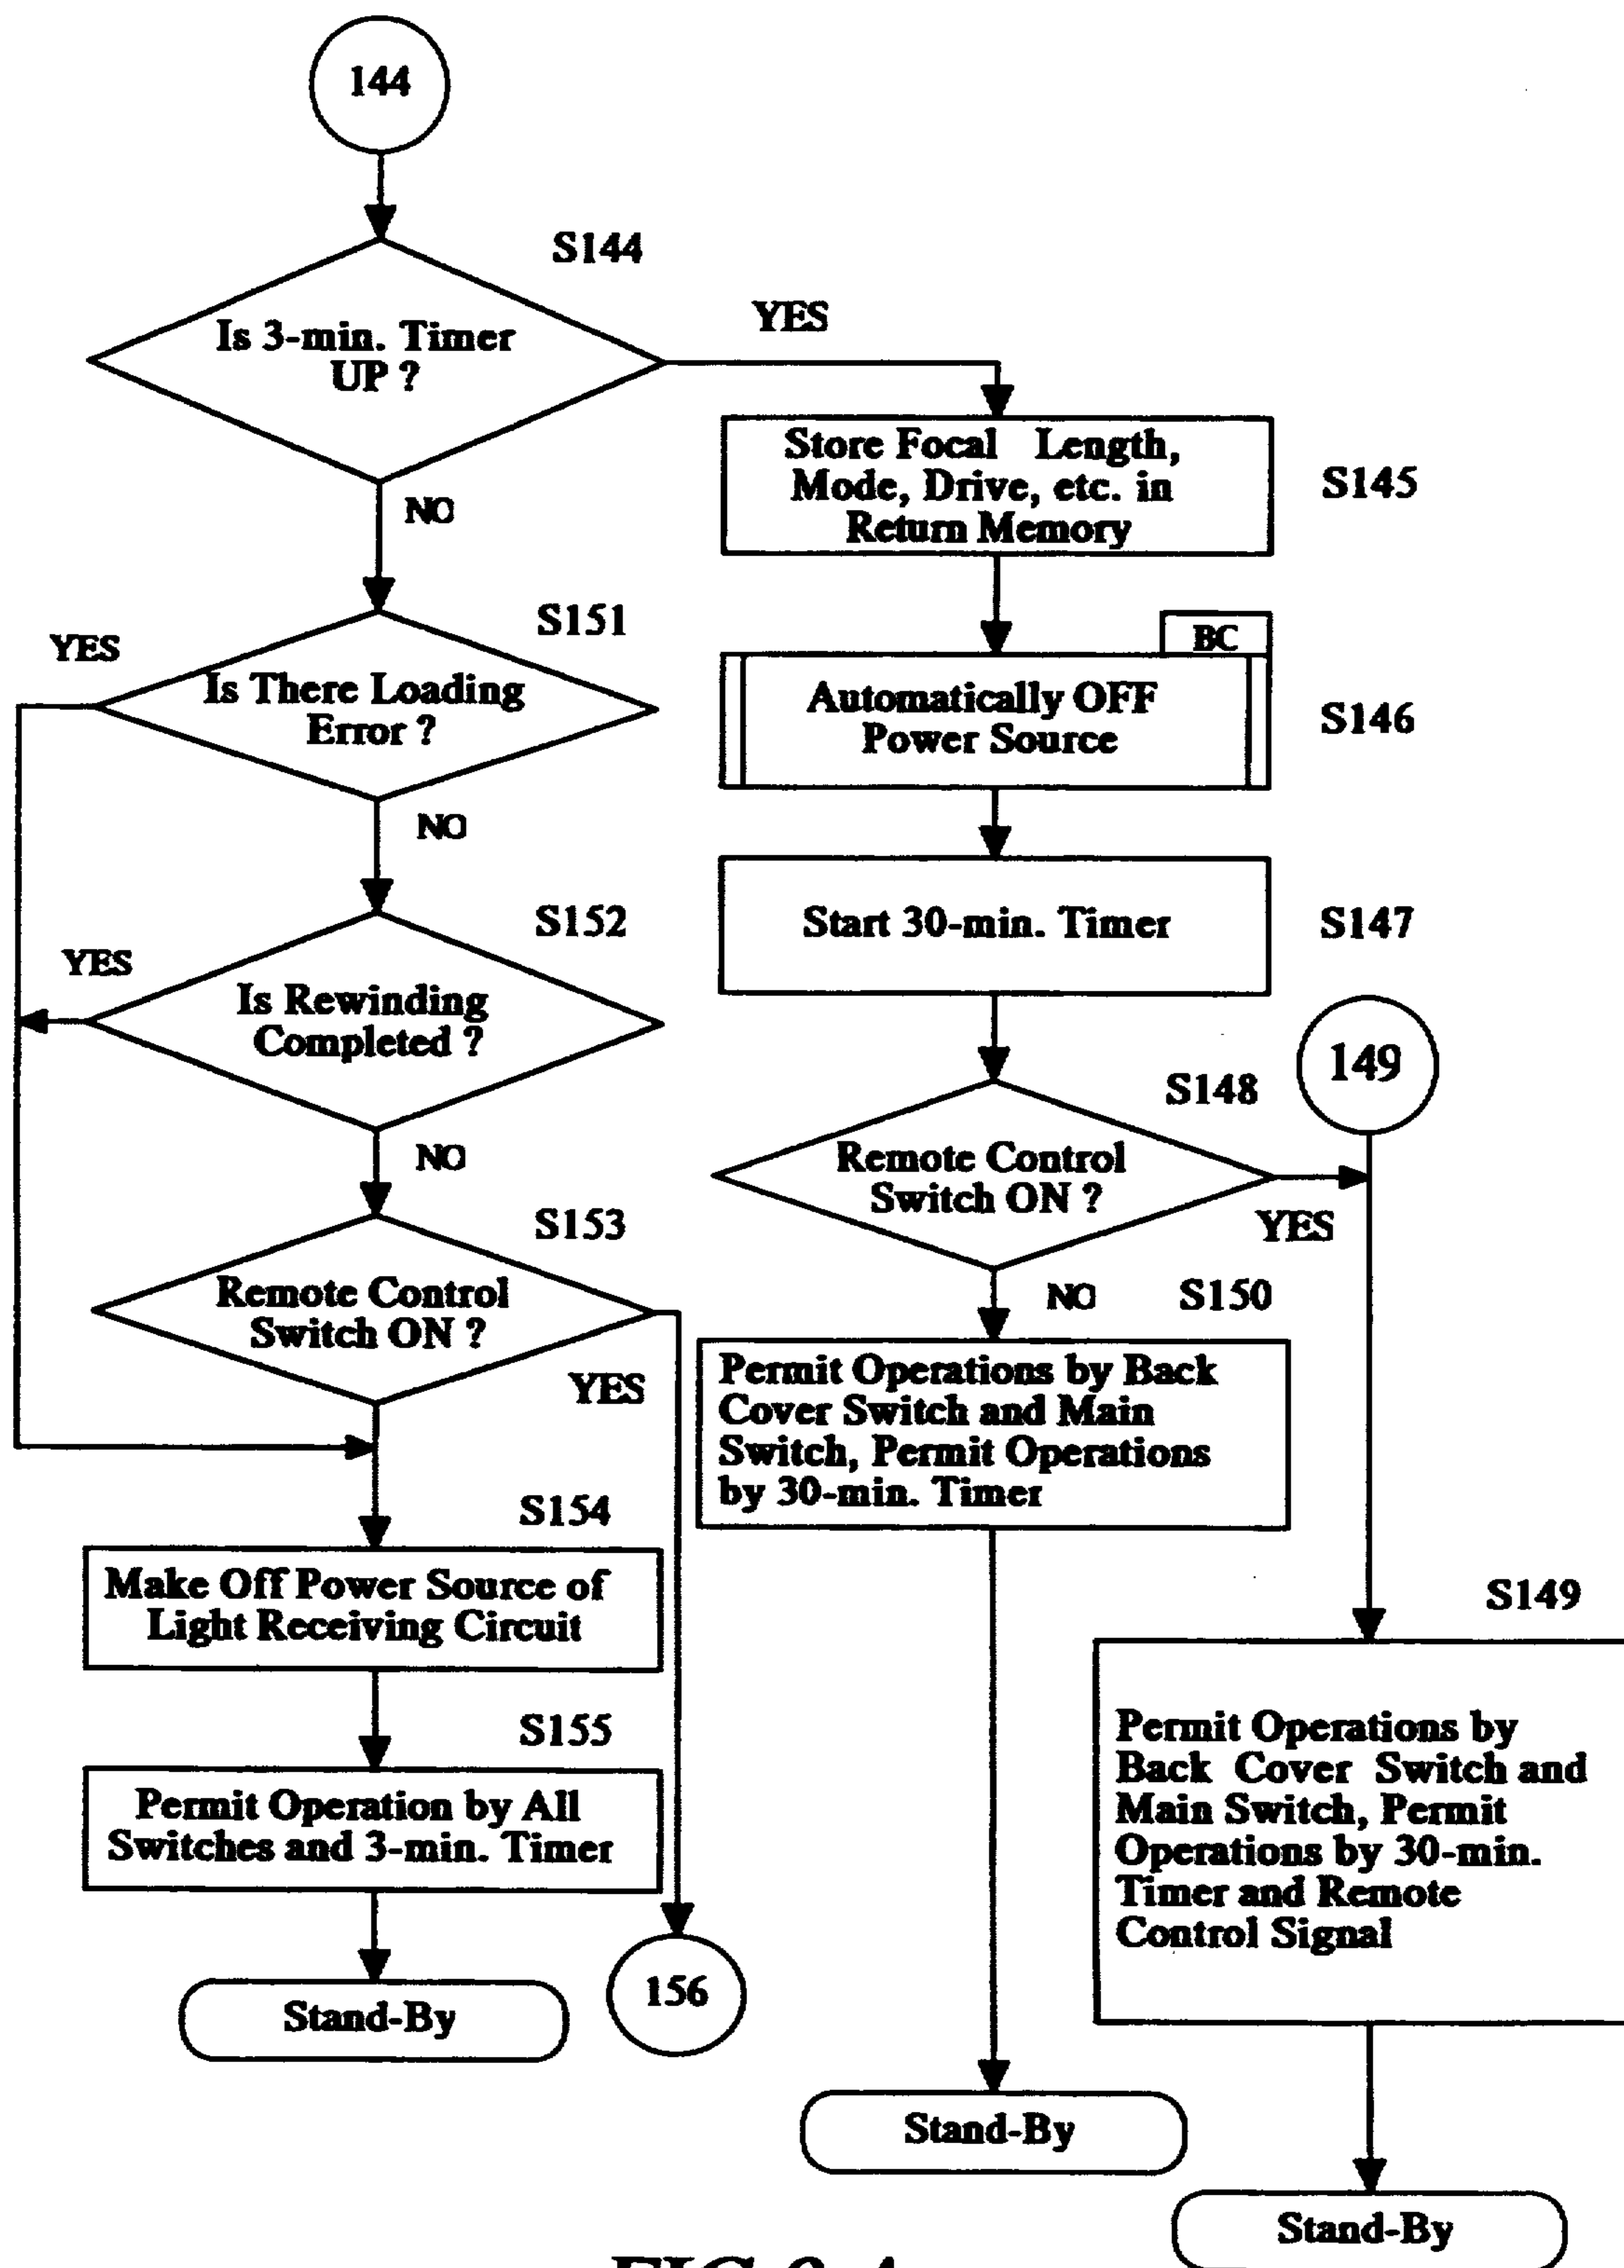 144
S144
Is 3-min. Timer
UP ?
YES
NO
Store Focal Length,
Mode, Drive, etc. in
Return Memory
S145
S151
YES
Is There Loading
Error ?
NO
BC
Automatically OFF
Power Source
S146
Start 30-min. Timer
S147
S152
YES
Is Rewinding
Completed ?
NO
149
S148
Remote Control
Switch ON ?
YES
NO
S153
Remote Control
Switch ON ?
YES
S150
Permit Operations by Back
Cover Switch and Main
Switch, Permit Operations
by 30-min. Timer
S154
Make Off Power Source of
Light Receiving Circuit
S149
Permit Operations by
Back Cover Switch and
Main Switch, Permit
Operations by 30-min.
Timer and Remote
Control Signal
S155
Permit Operation by All
Switches and 3-min. Timer
156
Stand-By
Stand-By
Stand-By